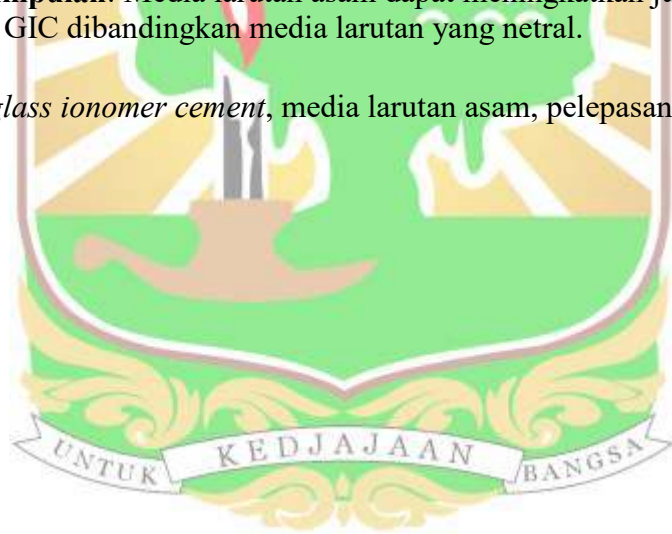 mpulan: Media larutan asam dapat meningkatkan ju
GIC dibandingkan media larutan yang netral.
lass ionomer cement, media larutan asam, pelepasan
UNTUK KEDJAJAAN BANGSA